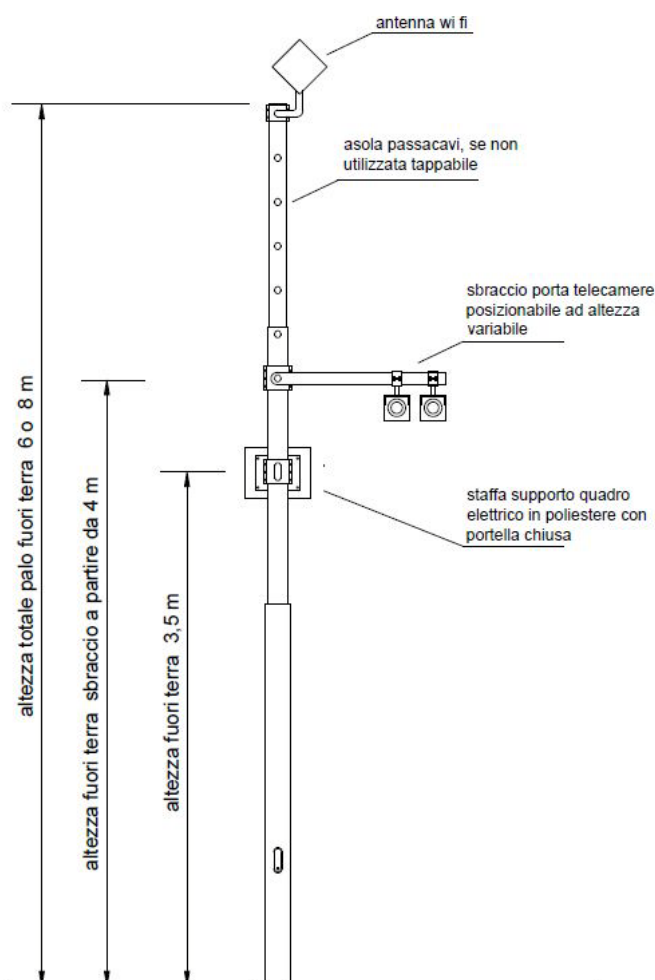 antenna wi fi
asola passacavi, se non
utilizzata tappabile
sbraccio porta telecamere
posizionabile ad altezza
variabile
staffa supporto quadro
elettrico in poliestere con
portella chiusa
altezza totale palo fuori terra 6 o 8 m
altezza fuori terra sbraccio a partire da 4 m
altezza fuori terra 3,5 m